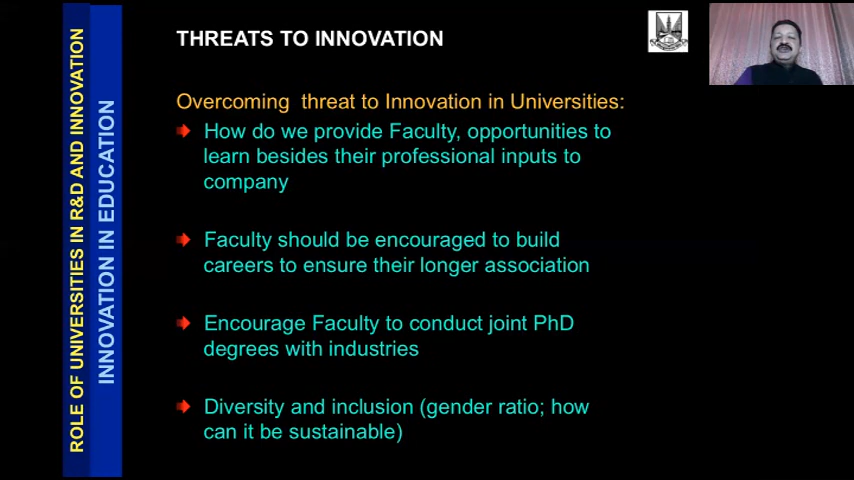 THREATS TO INNOVATION
Overcoming threat to Innovation in Universities:
How do we provide Faculty, opportunities to
learn besides their professional inputs to
company
Faculty should be encouraged to build
careers to ensure their longer association
Encourage Faculty to conduct joint PhD
degrees with industries
Diversity and inclusion (gender ratio; how
can it be sustainable)
ROLE OF UNIVERSITIES IN R&D AND INNOVATION
INNOVATION IN EDUCATION